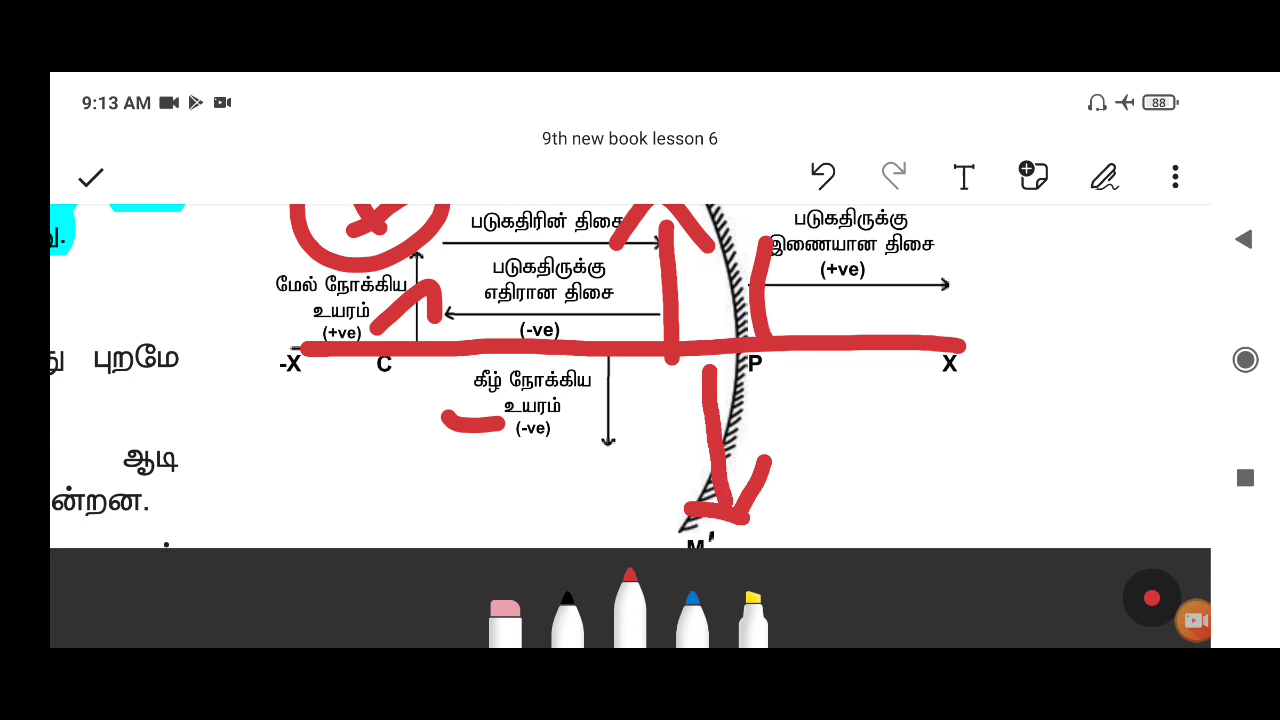 9:13 AM
88
9th new book lesson 6
வு.
படுகதிரின் திசை
படுகதிருக்கு
இணையான திசை
(+ve)
மேல் நோக்கிய
உயரம்
(+ve)
படுகதிருக்கு
எதிரான திசை
(-ve)
-X
C
P
X
து புறமே
கீழ் நோக்கிய
உயரம்
(-ve)
ஆடி
ன்றன.
M'